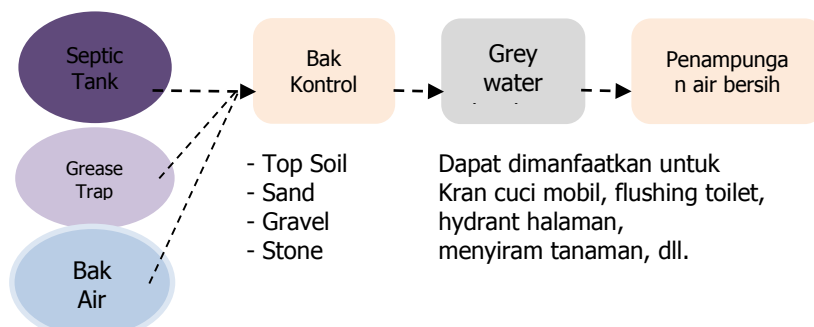 Septic
Tank
Grease
Trap
Bak
Air
Bak
Kontrol
Grey
water
Penampunga
n air bersih
- Top Soil
- Sand
- Gravel
- Stone
Dapat dimanfaatkan untuk
Kran cuci mobil, flushing toilet,
hydrant halaman,
menyiram tanaman, dll.